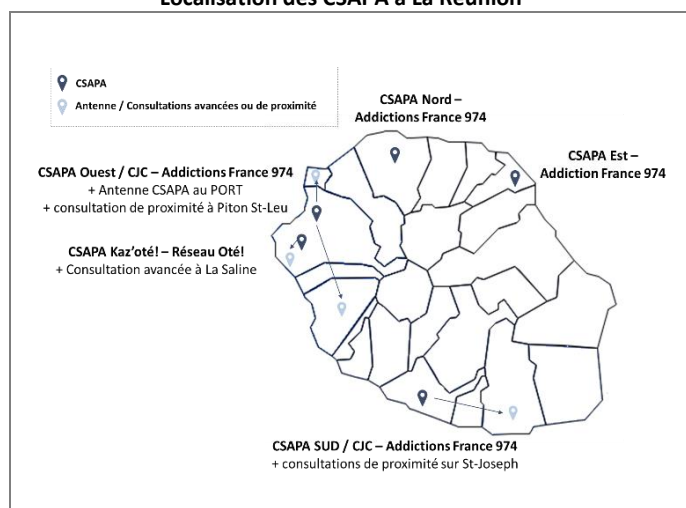 Localisation des CSAPA à La Réunion
CSAPA
Antenne / Consultations avancées ou de proximité
CSAPA Nord –
Addictions France 974
CSAPA Est –
Addiction France 974
CSAPA Ouest / CJC – Addictions France 974
+ Antenne CSAPA au PORT
+ consultation de proximité à Piton St-Leu
CSAPA Kaz'oté! – Réseau Oté!
+ Consultation avancée à La Saline
CSAPA SUD / CJC – Addictions France 974
+ consultations de proximité sur St-Joseph